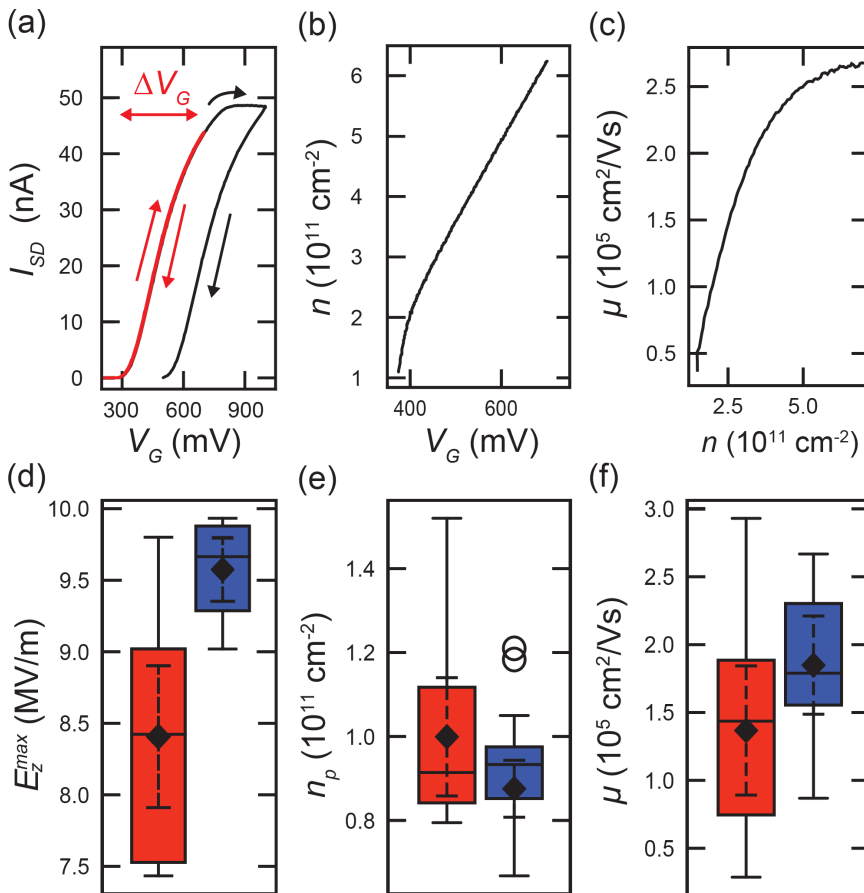 (a)
ΔV_G
I_SD (nA)
50
40
30
20
10
0
300
600
900
V_G (mV)
(b)
n (10^11 cm^-2)
6
5
4
3
2
1
400
600
V_G (mV)
(c)
μ (10^5 cm^2/Vs)
2.5
2.0
1.5
1.0
0.5
2.5
5.0
n (10^11 cm^-2)
(d)
E_z^max (MV/m)
10.0
9.5
9.0
8.5
8.0
7.5
(e)
n_p (10^11 cm^-2)
1.4
1.2
1.0
0.8
(f)
μ (10^5 cm^2/Vs)
3.0
2.5
2.0
1.5
1.0
0.5